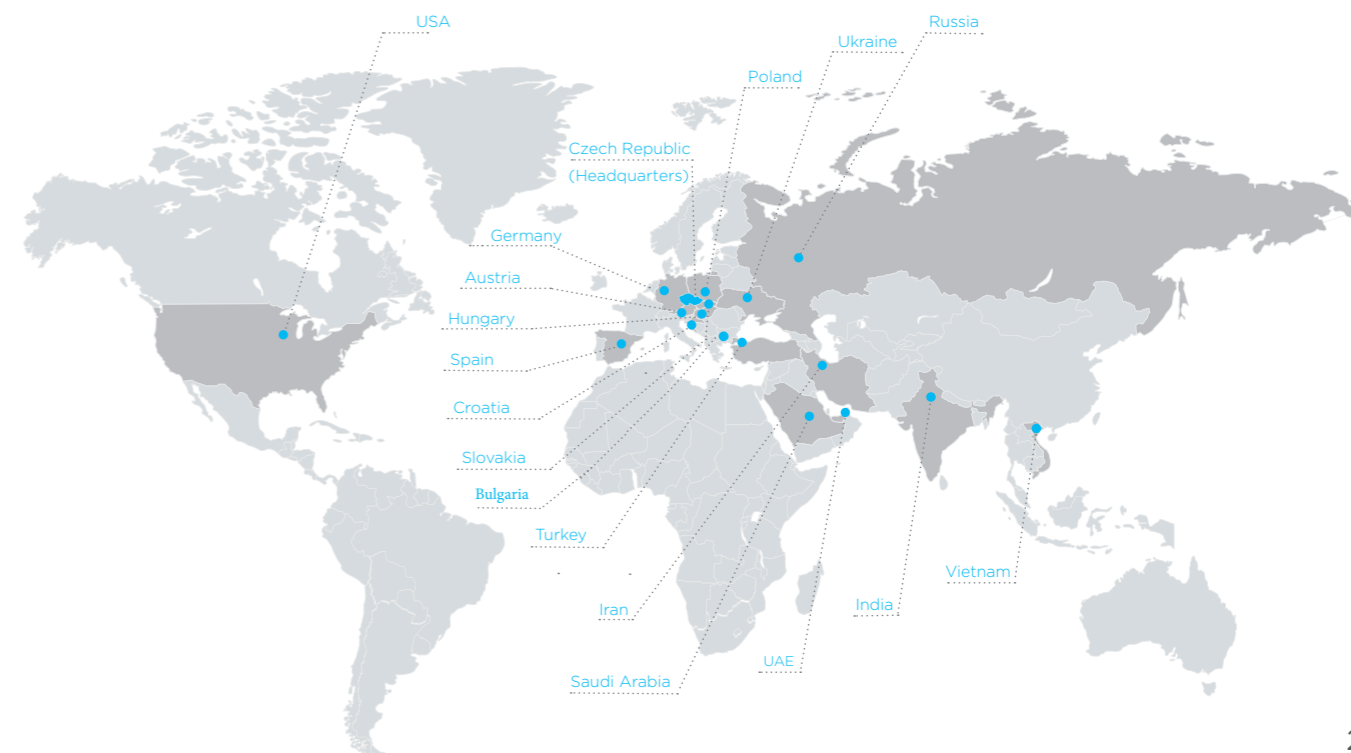 USA
Russia
Ukraine
Poland
Czech Republic
(Headquarters)
Germany
Austria
Hungary
Spain
Croatia
Slovakia
Bulgaria
Turkey
Iran
Saudi Arabia
UAE
India
Vietnam